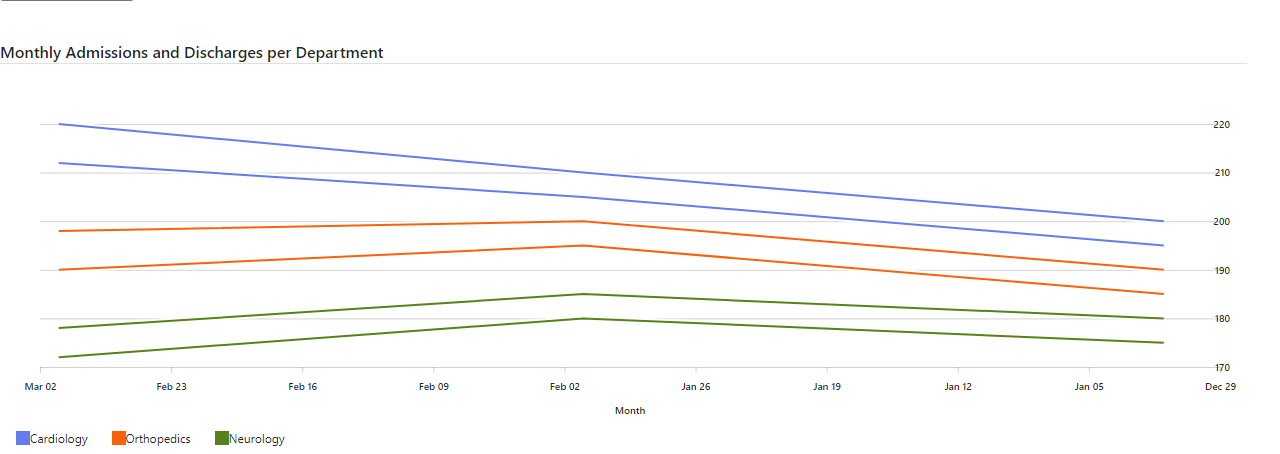 Monthly Admissions and Discharges per Department
220
210
200
190
180
170
Mar 02 Feb 23 Feb 16 Feb 09 Feb 02 Jan 26 Jan 19 Jan 12 Jan 05 Dec 29
Month
Cardiology Orthopedics Neurology